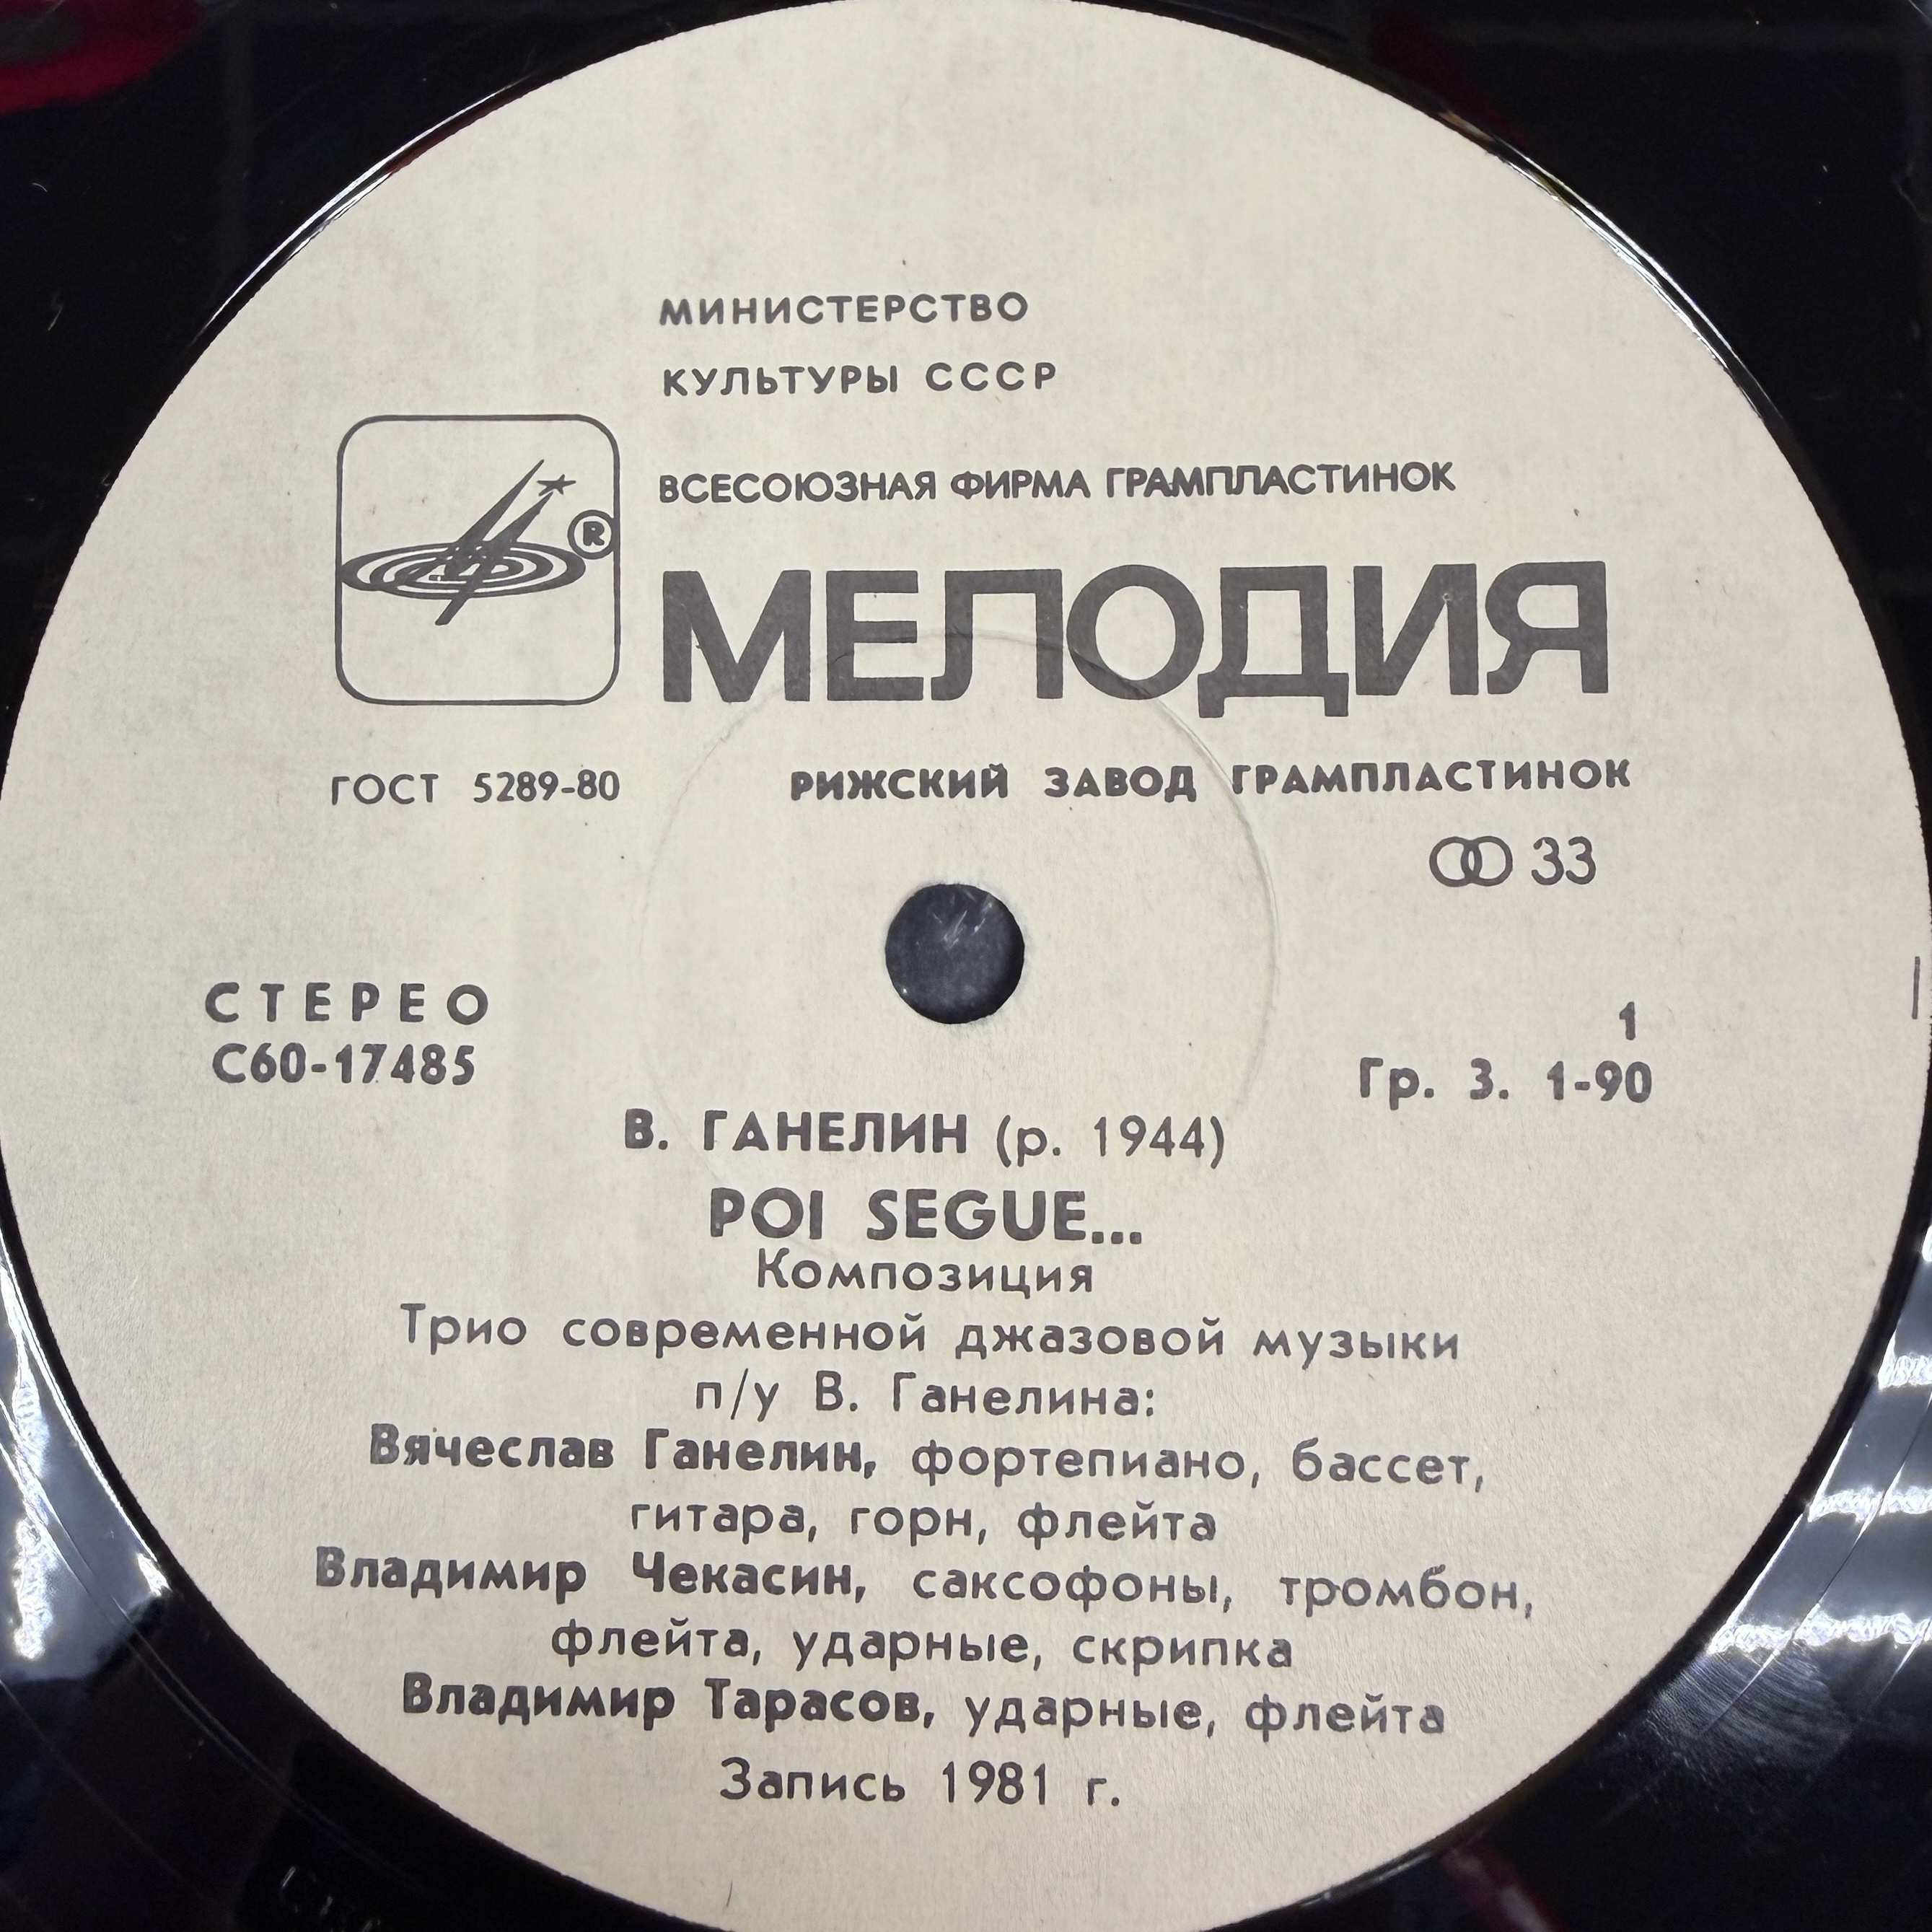 МИНИСТЕРСТВО
КУЛЬТУРЫ СССР
ВСЕСОЮЗНАЯ ФИРМА ГРАМПЛАСТИНОК
®
МЕЛОДИЯ
ГОСТ 5289-80
РИЖСКИЙ ЗАВОД ГРАМПЛАСТИНОК
33
СТЕРЕО
1
С60-17485
Гр. 3. 1-90
В. ГАНЕЛИН (р. 1944)
POI SEGUE...
Композиция
Трио современной джазовой музыки
п/у В. Ганелина:
Вячеслав Ганелин, фортепиано, бассет,
гитара, горн, флейта
Владимир Чекасин, саксофоны, тромбон,
флейта, ударные, скрипка
Владимир Тарасов, ударные, флейта
Запись 1981 г.